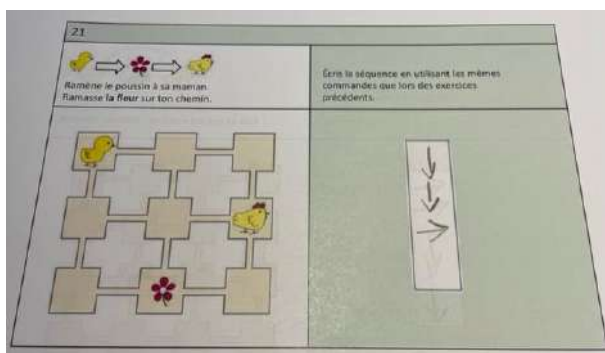 21
Ramène le poussin à sa maman.
Ramasse la fleur sur ton chemin.
Écris la séquence en utilisant les mêmes
commandes que lors des exercices
précédents.